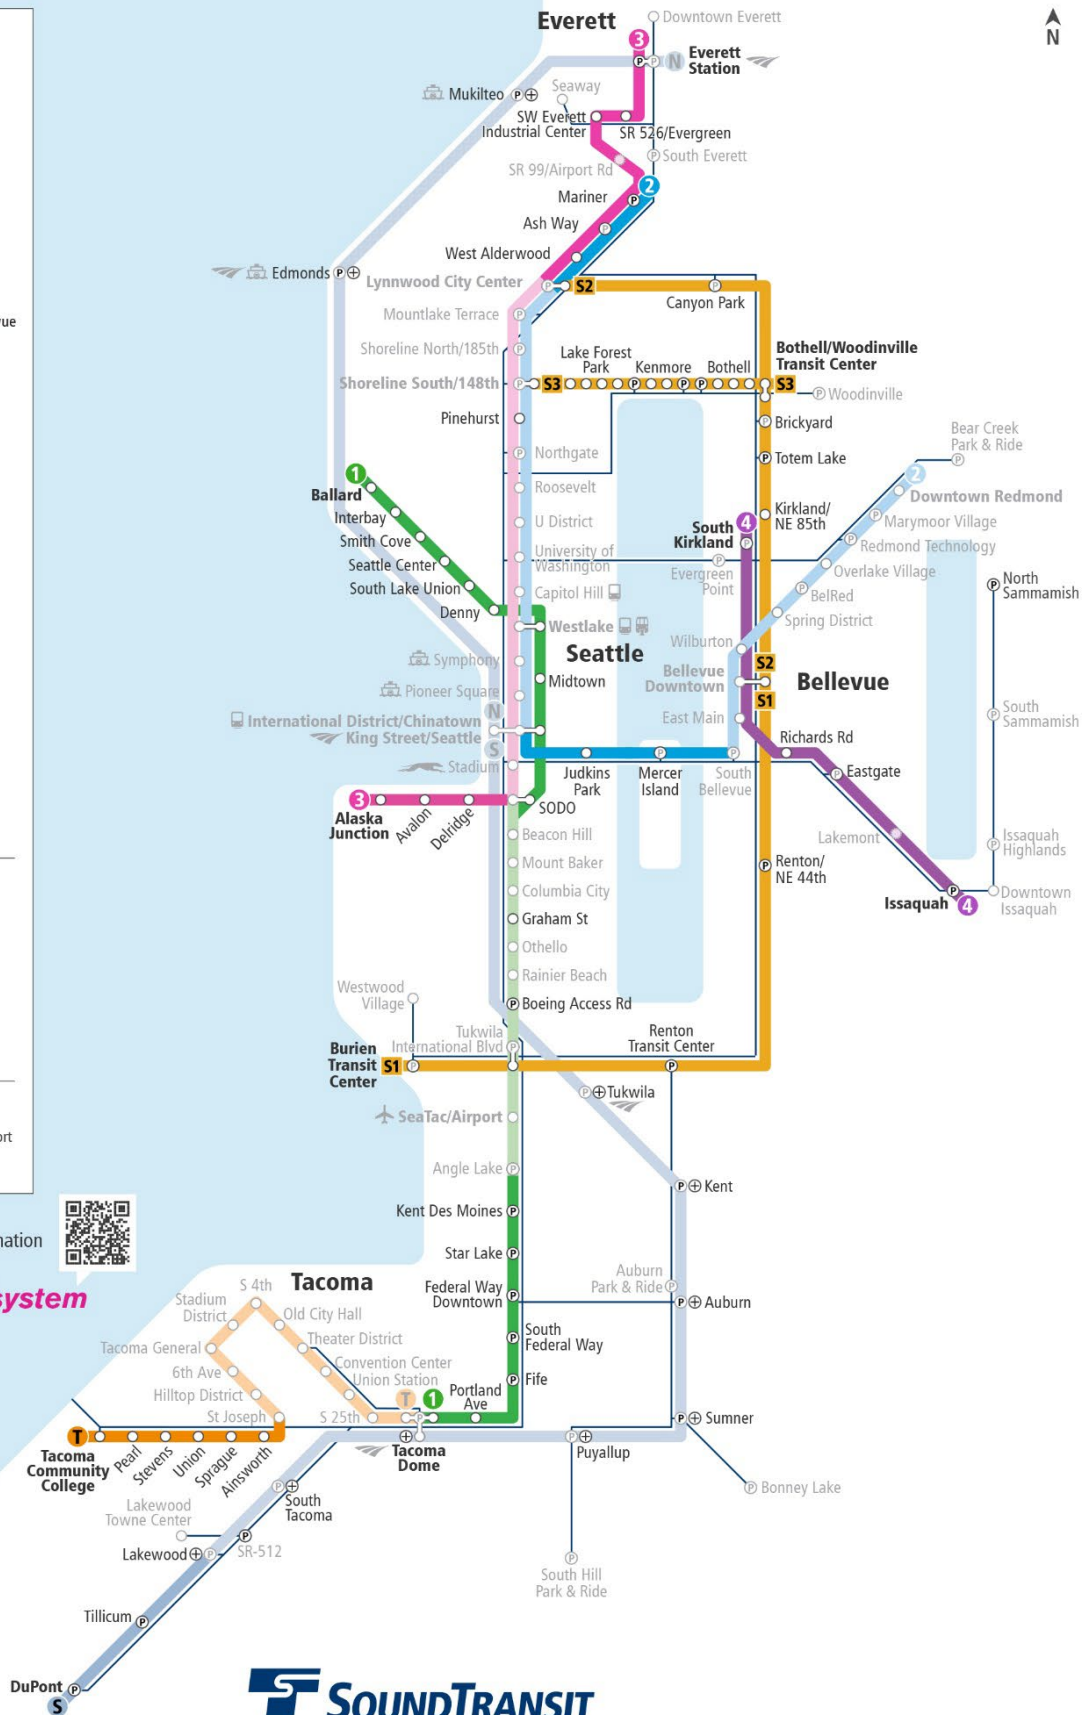 Everett
Downtown Everett
N
3
P
P
N
Everett
Station
Mukilteo
P
Seaway
SW Everett
Industrial Center
SR 526/Evergreen
P
South Everett
SR 99/Airport Rd
2
Mariner
P
Ash Way
P
West Alderwood
Edmonds
P
Lynnwood City Center
P
S2
P
Canyon Park
Mountlake Terrace
P
ue
Shoreline North/185th
P
Lake Forest
Park
Kenmore
Bothell
Bothell/Woodinville
Transit Center
Shoreline South/148th
P
S3
P
P
P
S3
P
Woodinville
Pinehurst
P
Brickyard
Bear Creek
Park & Ride
P
Northgate
P
Totem Lake
P
1
Ballard
Roosevelt
2
Downtown Redmond
Interbay
U District
South
Kirkland
4
Kirkland/
NE 85th
P
Marymoor Village
Smith Cove
P
P
Redmond Technology
Seattle Center
University of
Washington
P
Evergreen
Point
Overlake Village
South Lake Union
Capitol Hill
P
BelRed
P
North
Sammamish
Denny
Spring District
Westlake
Seattle
Wilburton
Symphony
S2
Midtown
Bellevue
Downtown
Bellevue
Pioneer Square
S1
N
International District/Chinatown
King Street/Seattle
East Main
P
South
Sammamish
S
Richards Rd
Stadium
Judkins
Park
P
Mercer
Island
P
South
Bellevue
P
Eastgate
3
Alaska
Junction
Avalon
Delridge
SODO
Beacon Hill
Lakemont
P
Issaquah
Highlands
Mount Baker
P
Renton/
NE 44th
Columbia City
Issaquah
P
4
Downtown
Issaquah
Graham St
Othello
Rainier Beach
Westwood
Village
P
Boeing Access Rd
Tukwila
International Blvd
P
Renton
Transit Center
Burien
Transit
Center
S1
P
P
P
Tukwila
SeaTac/Airport
ort
Angle Lake
P
P
Kent
Kent Des Moines
P
nation
Star Lake
P
system
Tacoma
S 4th
Federal Way
Downtown
P
Auburn
Park & Ride
P
Stadium
District
Old City Hall
P
Auburn
Tacoma General
Theater District
P
South
Federal Way
6th Ave
Convention Center
Union Station
P
Fife
Hilltop District
T
1
Portland
Ave
St Joseph
S 25th
P
P
Sumner
T
Tacoma
Community
College
Pearl
Stevens
Union
Sprague
Ainsworth
Tacoma
Dome
P
Puyallup
P
South
Tacoma
P
Bonney Lake
Lakewood
Towne Center
P
SR-512
Lakewood
P
P
South Hill
Park & Ride
Tillicum
P
DuPont
P
S
SOUNDTRANSIT